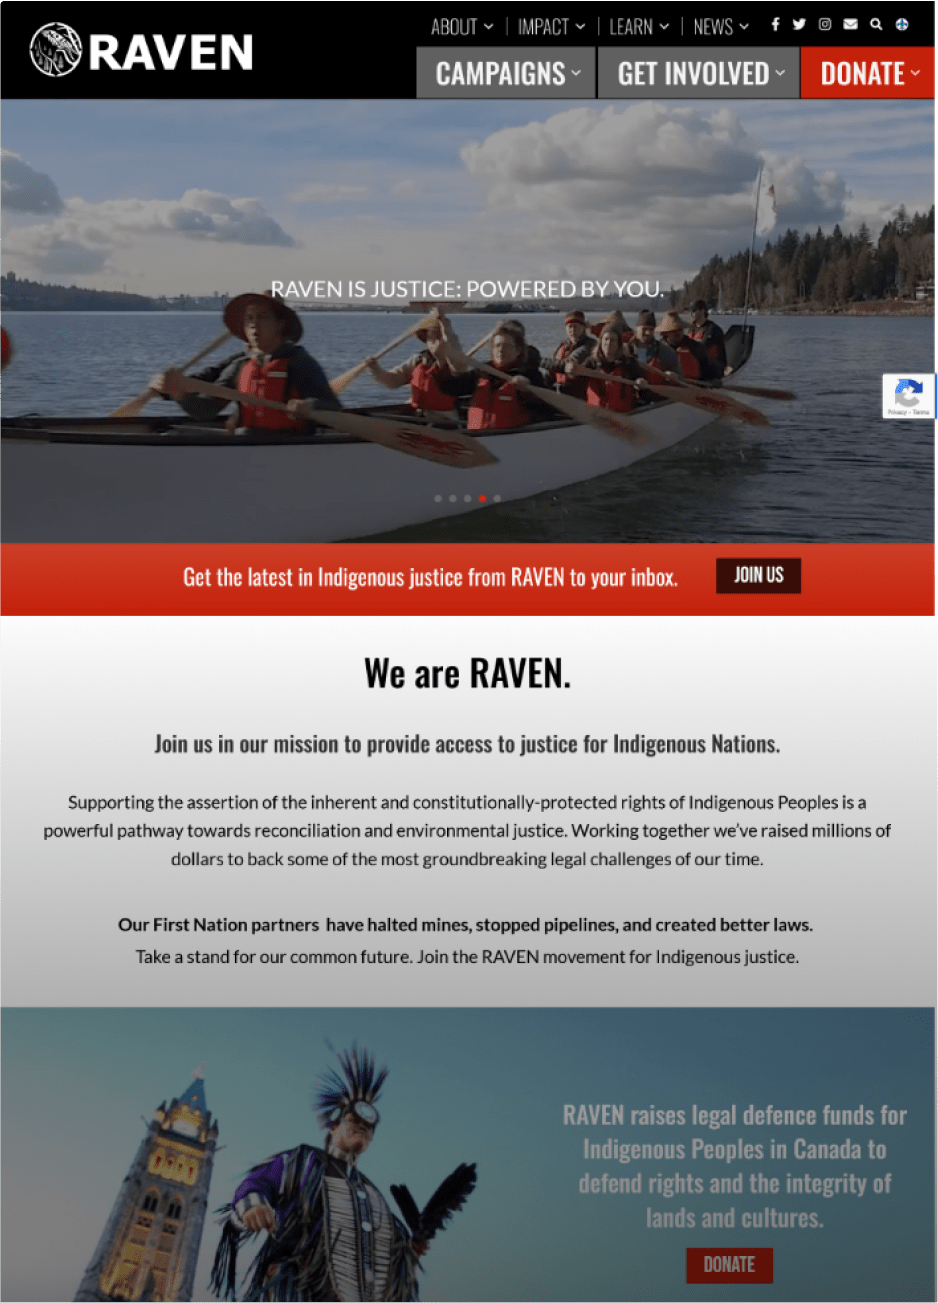 RAVEN
ABOUT | IMPACT | LEARN | NEWS
CAMPAIGNS GET INVOLVED DONATE
RAVEN IS JUSTICE: POWERED BY YOU.
Privacy - Terms
Get the latest in Indigenous justice from RAVEN to your inbox. JOIN US
We are RAVEN.
Join us in our mission to provide access to justice for Indigenous Nations.
Supporting the assertion of the inherent and constitutionally-protected rights of Indigenous Peoples is a
powerful pathway towards reconciliation and environmental justice. Working together we’ve raised millions of
dollars to back some of the most groundbreaking legal challenges of our time.
Our First Nation partners have halted mines, stopped pipelines, and created better laws.
Take a stand for our common future. Join the RAVEN movement for Indigenous justice.
RAVEN raises legal defence funds for
Indigenous Peoples in Canada to
defend rights and the integrity of
lands and cultures.
DONATE